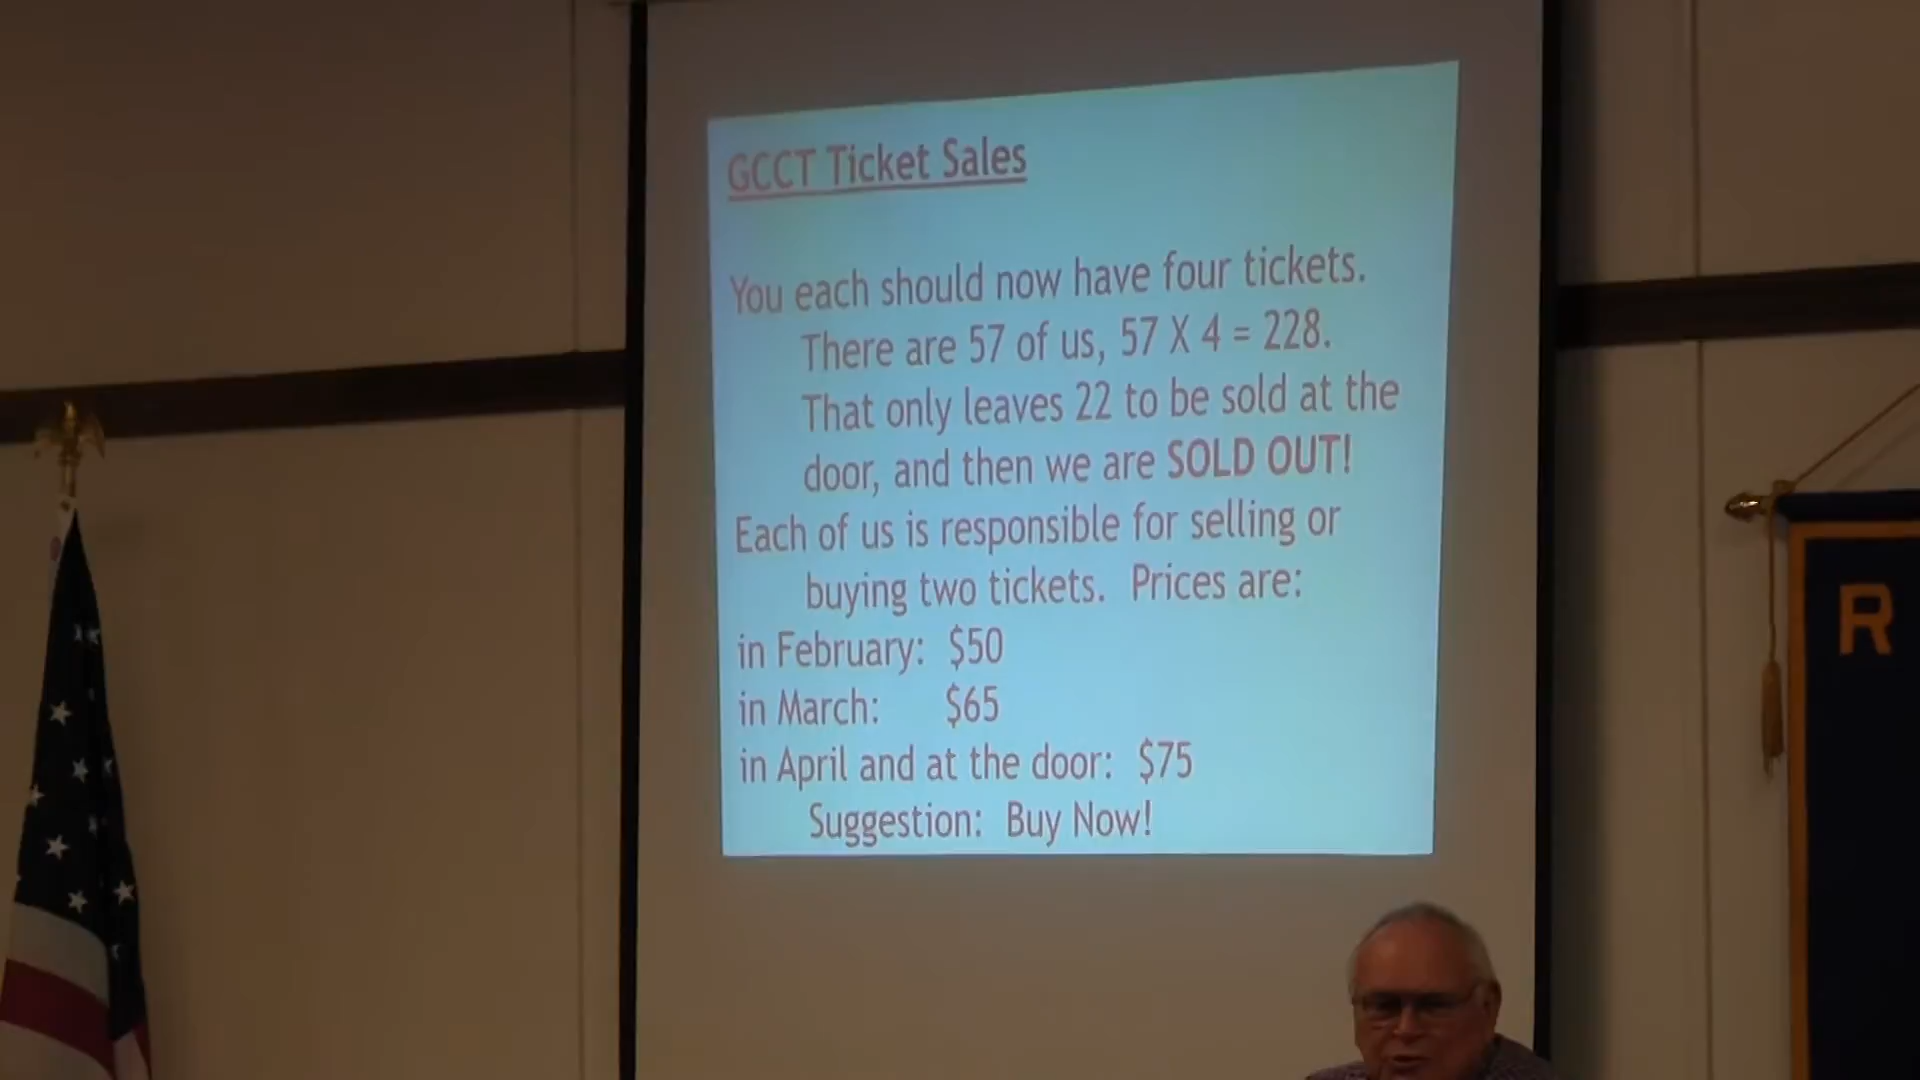 GCCT Ticket Sales
You each should now have four tickets.
There are 57 of us, 57 X 4 = 228.
That only leaves 22 to be sold at the
door, and then we are SOLD OUT!
Each of us is responsible for selling or
buying two tickets. Prices are:
in February: $50
in March: $65
in April and at the door: $75
Suggestion: Buy Now!
R